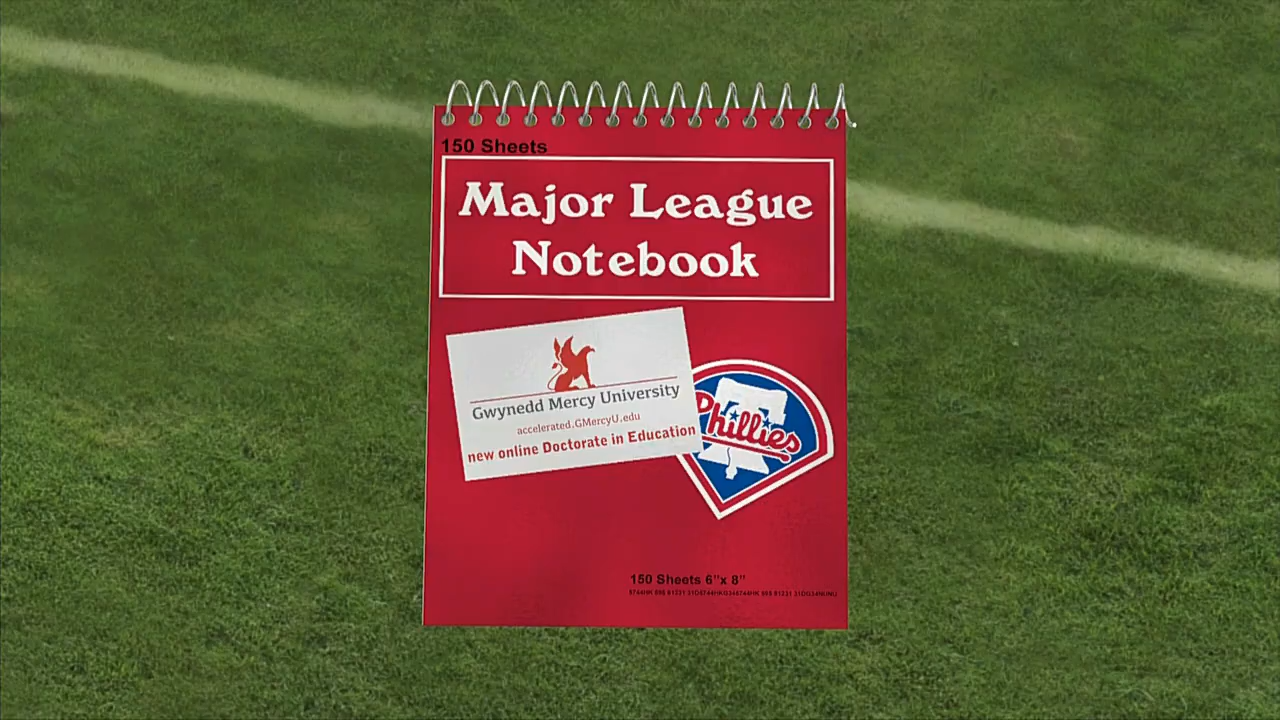 150 Sheets
Major League
Notebook
Gwynedd Mercy University
accelerated.GMercyU.edu
new online Doctorate in Education
Phillies
150 Sheets 6"x 8"